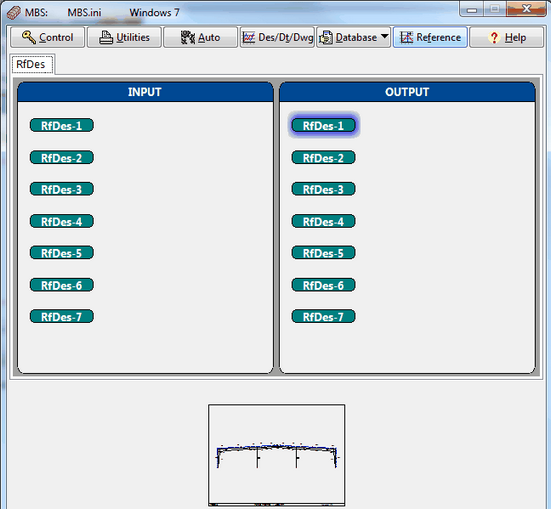 MBS: MBS.ini Windows 7
Control Utilities Auto Des/Dt/Dwg Database Reference Help
RfDes
INPUT OUTPUT
RfDes-1 RfDes-1
RfDes-2 RfDes-2
RfDes-3 RfDes-3
RfDes-4 RfDes-4
RfDes-5 RfDes-5
RfDes-6 RfDes-6
RfDes-7 RfDes-7